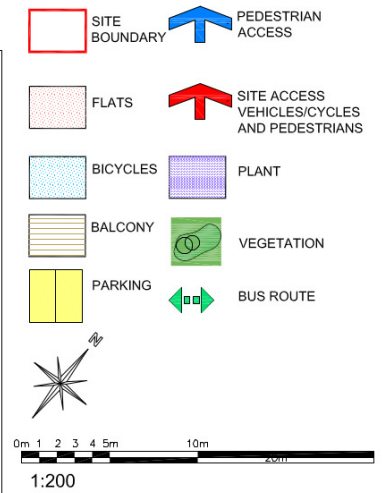 SITE
BOUNDARY
PEDESTRIAN
ACCESS
FLATS
SITE ACCESS
VEHICLES/CYCLES
AND PEDESTRIANS
BICYCLES
PLANT
BALCONY
VEGETATION
PARKING
BUS ROUTE
N
0m 1 2 3 4 5m 10m
20m
1:200